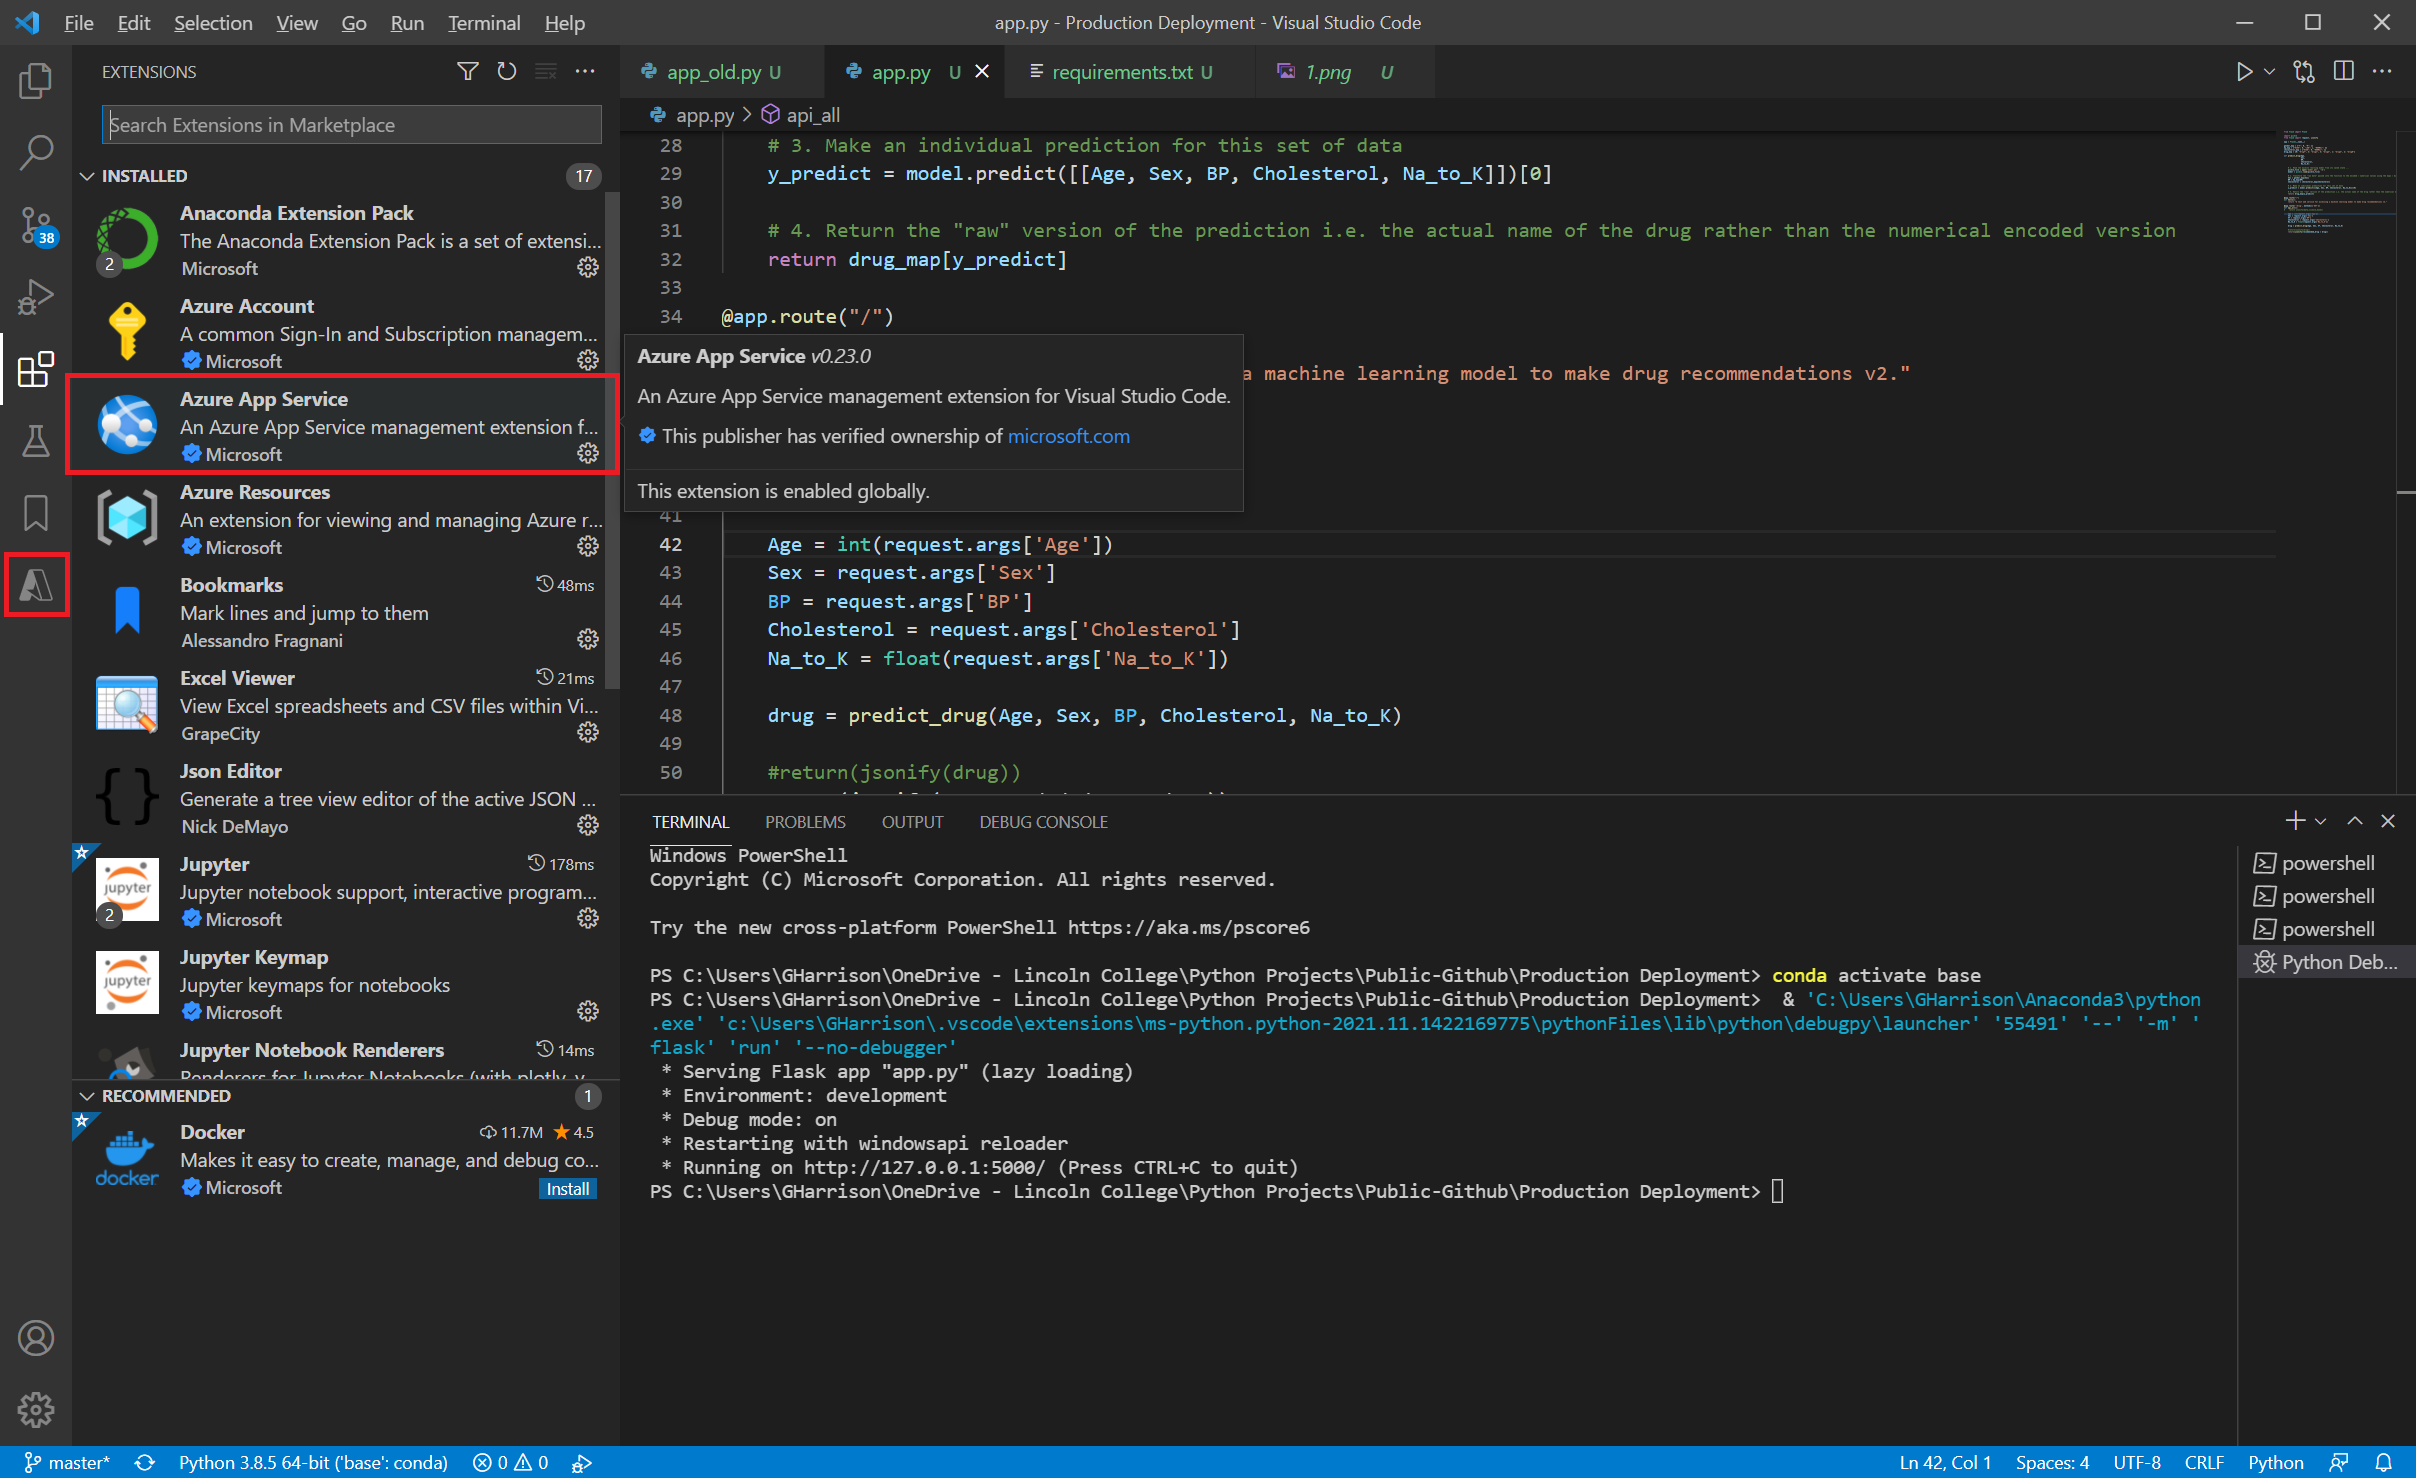 File Edit Selection View Go Run Terminal Help
app.py - Production Deployment - Visual Studio Code
EXTENSIONS
Search Extensions in Marketplace
INSTALLED 17
Anaconda Extension Pack
The Anaconda Extension Pack is a set of extensi...
2
Microsoft
Azure Account
A common Sign-In and Subscription managem...
Microsoft
Azure App Service
An Azure App Service management extension f...
Microsoft
Azure Resources
An extension for viewing and managing Azure r...
Microsoft
Bookmarks 48ms
Mark lines and jump to them
Alessandro Fragnani
Excel Viewer 21ms
View Excel spreadsheets and CSV files within Vi...
GrapeCity
Json Editor
Generate a tree view editor of the active JSON ...
Nick DeMayo
Jupyter 178ms
Jupyter notebook support, interactive program...
jupyter
2
Microsoft
Jupyter Keymap
Jupyter keymaps for notebooks
jupyter
Microsoft
Jupyter Notebook Renderers 14ms
Renderers for Jupyter Notebooks (with plotly, v
RECOMMENDED 1
Docker 11.7M 4.5
Makes it easy to create, manage, and debug co...
docker
Microsoft Install
38
app_old.py U app.py U requirements.txt U 1.png U
app.py > api_all
28 # 3. Make an individual prediction for this set of data
29 y_predict = model.predict([[Age, Sex, BP, Cholesterol, Na_to_K]])[0]
30
31 # 4. Return the "raw" version of the prediction i.e. the actual name of the drug rather than the numerical encoded version
32 return drug_map[y_predict]
33
34 @app.route("/")
a machine learning model to make drug recommendations v2."
Azure App Service v0.23.0
An Azure App Service management extension for Visual Studio Code.
This publisher has verified ownership of microsoft.com
This extension is enabled globally.
41
42 Age = int(request.args['Age'])
43 Sex = request.args['Sex']
44 BP = request.args['BP']
45 Cholesterol = request.args['Cholesterol']
46 Na_to_K = float(request.args['Na_to_K'])
47
48 drug = predict_drug(Age, Sex, BP, Cholesterol, Na_to_K)
49
50 #return(jsonify(drug))
TERMINAL PROBLEMS OUTPUT DEBUG CONSOLE
Windows PowerShell
Copyright (C) Microsoft Corporation. All rights reserved.
Try the new cross-platform PowerShell https://aka.ms/pscore6
PS C:\Users\GHarrison\OneDrive - Lincoln College\Python Projects\Public-Github\Production Deployment> conda activate base
PS C:\Users\GHarrison\OneDrive - Lincoln College\Python Projects\Public-Github\Production Deployment>  & 'C:\Users\GHarrison\Anaconda3\python
.exe' 'c:\Users\GHarrison\.vscode\extensions\ms-python.python-2021.11.1422169775\pythonFiles\lib\python\debugpy\launcher' '55491' '--' '-m' '
flask' 'run' '--no-debugger'
* Serving Flask app "app.py" (lazy loading)
* Environment: development
* Debug mode: on
* Restarting with windowsapi reloader
* Running on http://127.0.0.1:5000/ (Press CTRL+C to quit)
PS C:\Users\GHarrison\OneDrive - Lincoln College\Python Projects\Public-Github\Production Deployment>
powershell
powershell
powershell
Python Deb...
master* Python 3.8.5 64-bit ('base': conda) 0 0 Ln 42, Col 1 Spaces: 4 UTF-8 CRLF Python